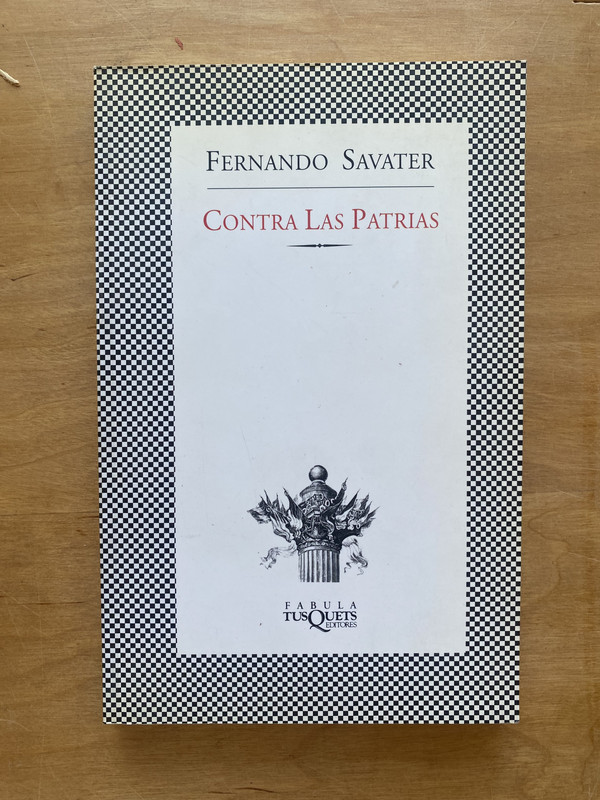 FERNANDO SAVATER
CONTRA LAS PATRIAS
FABULA
TUSQUETS
EDITORES